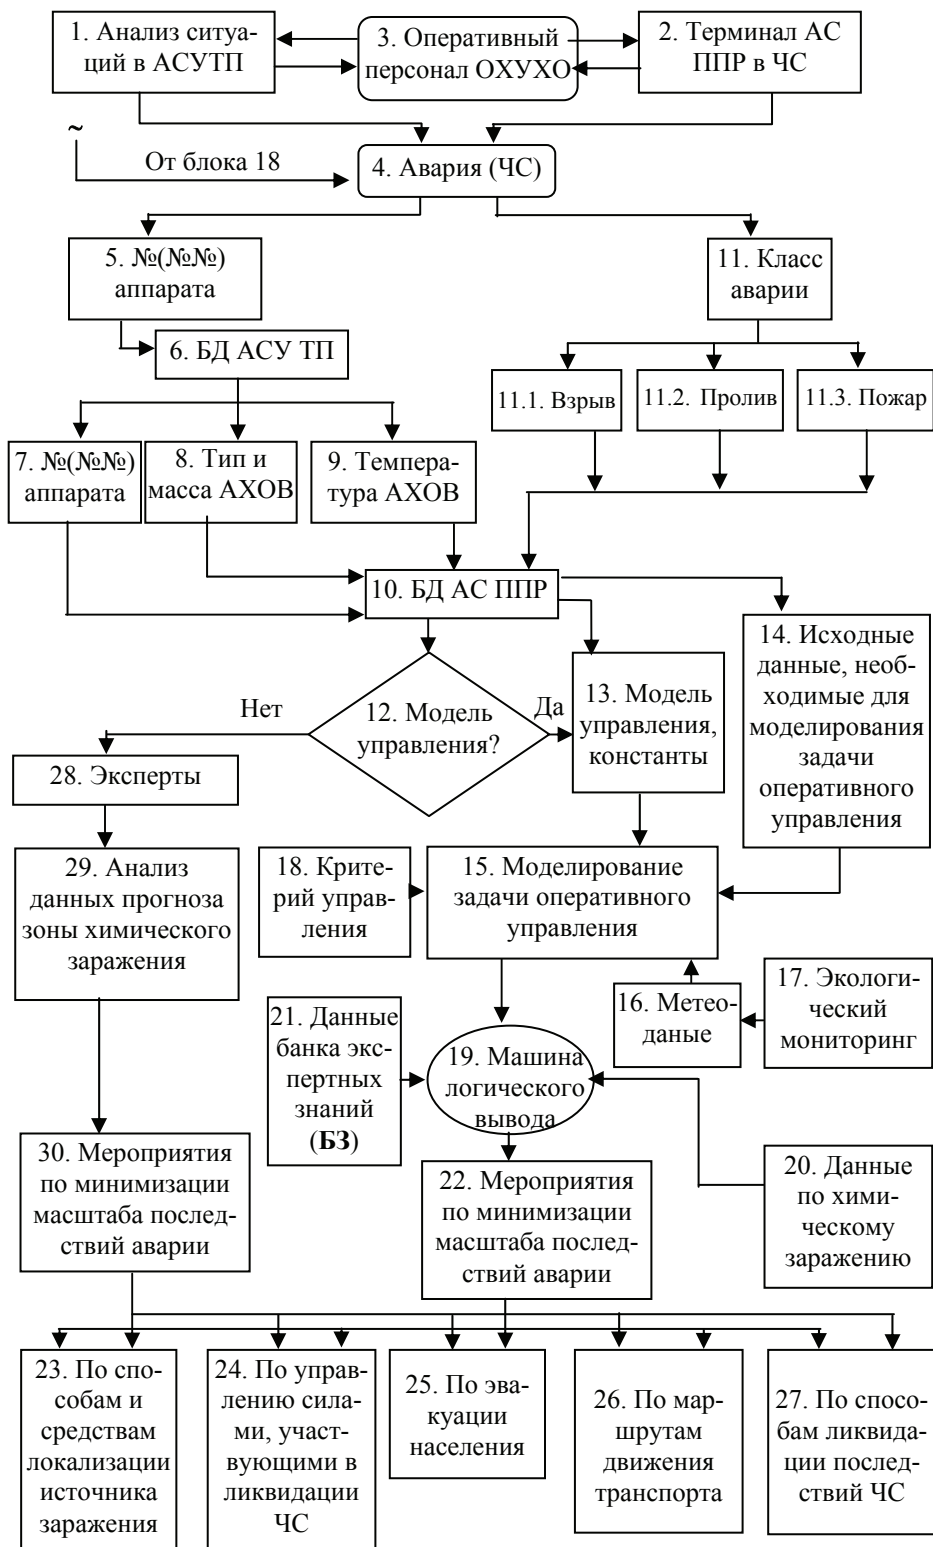 1. Анализ ситуа-
ций в АСУТП
3. Оперативный
персонал ОХУХО
2. Терминал АС
ППР в ЧС
~
От блока 18
4. Авария (ЧС)
5. №(№№)
аппарата
11. Класс
аварии
6. БД АСУ ТП
11.1. Взрыв
11.2. Пролив
11.3. Пожар
7. №(№№)
аппарата
8. Тип и
масса АХОВ
9. Темпера-
тура АХОВ
10. БД АС ППР
14. Исходные
данные, необ-
ходимые для
моделирования
задачи
оперативного
управления
Нет
12. Модель
управления?
Да
13. Модель
управления,
константы
28. Эксперты
29. Анализ
данных прогноза
зоны химического
заражения
18. Крите-
рий управ-
ления
15. Моделирование
задачи оперативного
управления
16. Метео-
даные
17. Экологи-
ческий
мониторинг
21. Данные
банка экс-
пертных
знаний
(БЗ)
19. Машина
логического
вывода
30. Мероприятия
по минимизации
масштаба послед-
ствий аварии
22. Мероприятия
по минимизации
масштаба послед-
ствий аварии
20. Данные
по хими-
ческому
заражению
23. По спо-
собам и
средствам
локализации
источника
заражения
24. По управ-
лению сила-
ми, участ-
вующими в
ликвидации
ЧС
25. По эва-
куации
населения
26. По мар-
шрутам
движения
транспорта
27. По спосо-
бам ликвида-
ции послед-
ствий ЧС